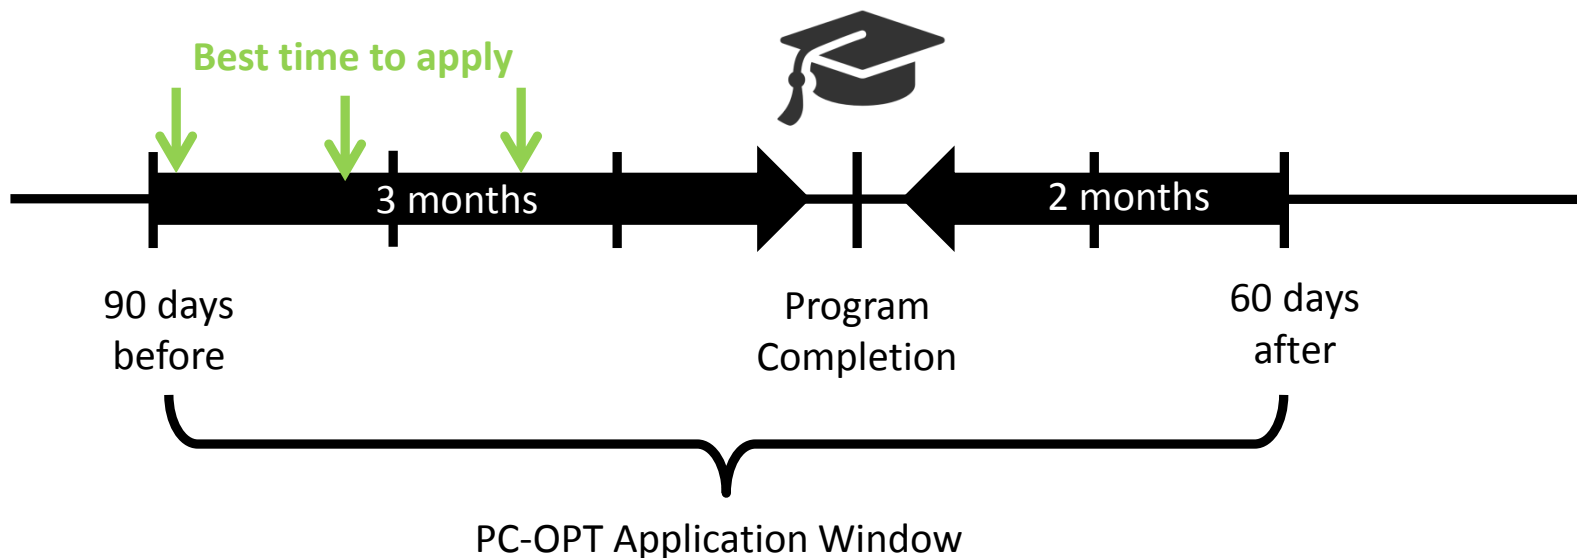 Best time to apply
3 months
2 months
90 days
before
Program
Completion
60 days
after
PC-OPT Application Window